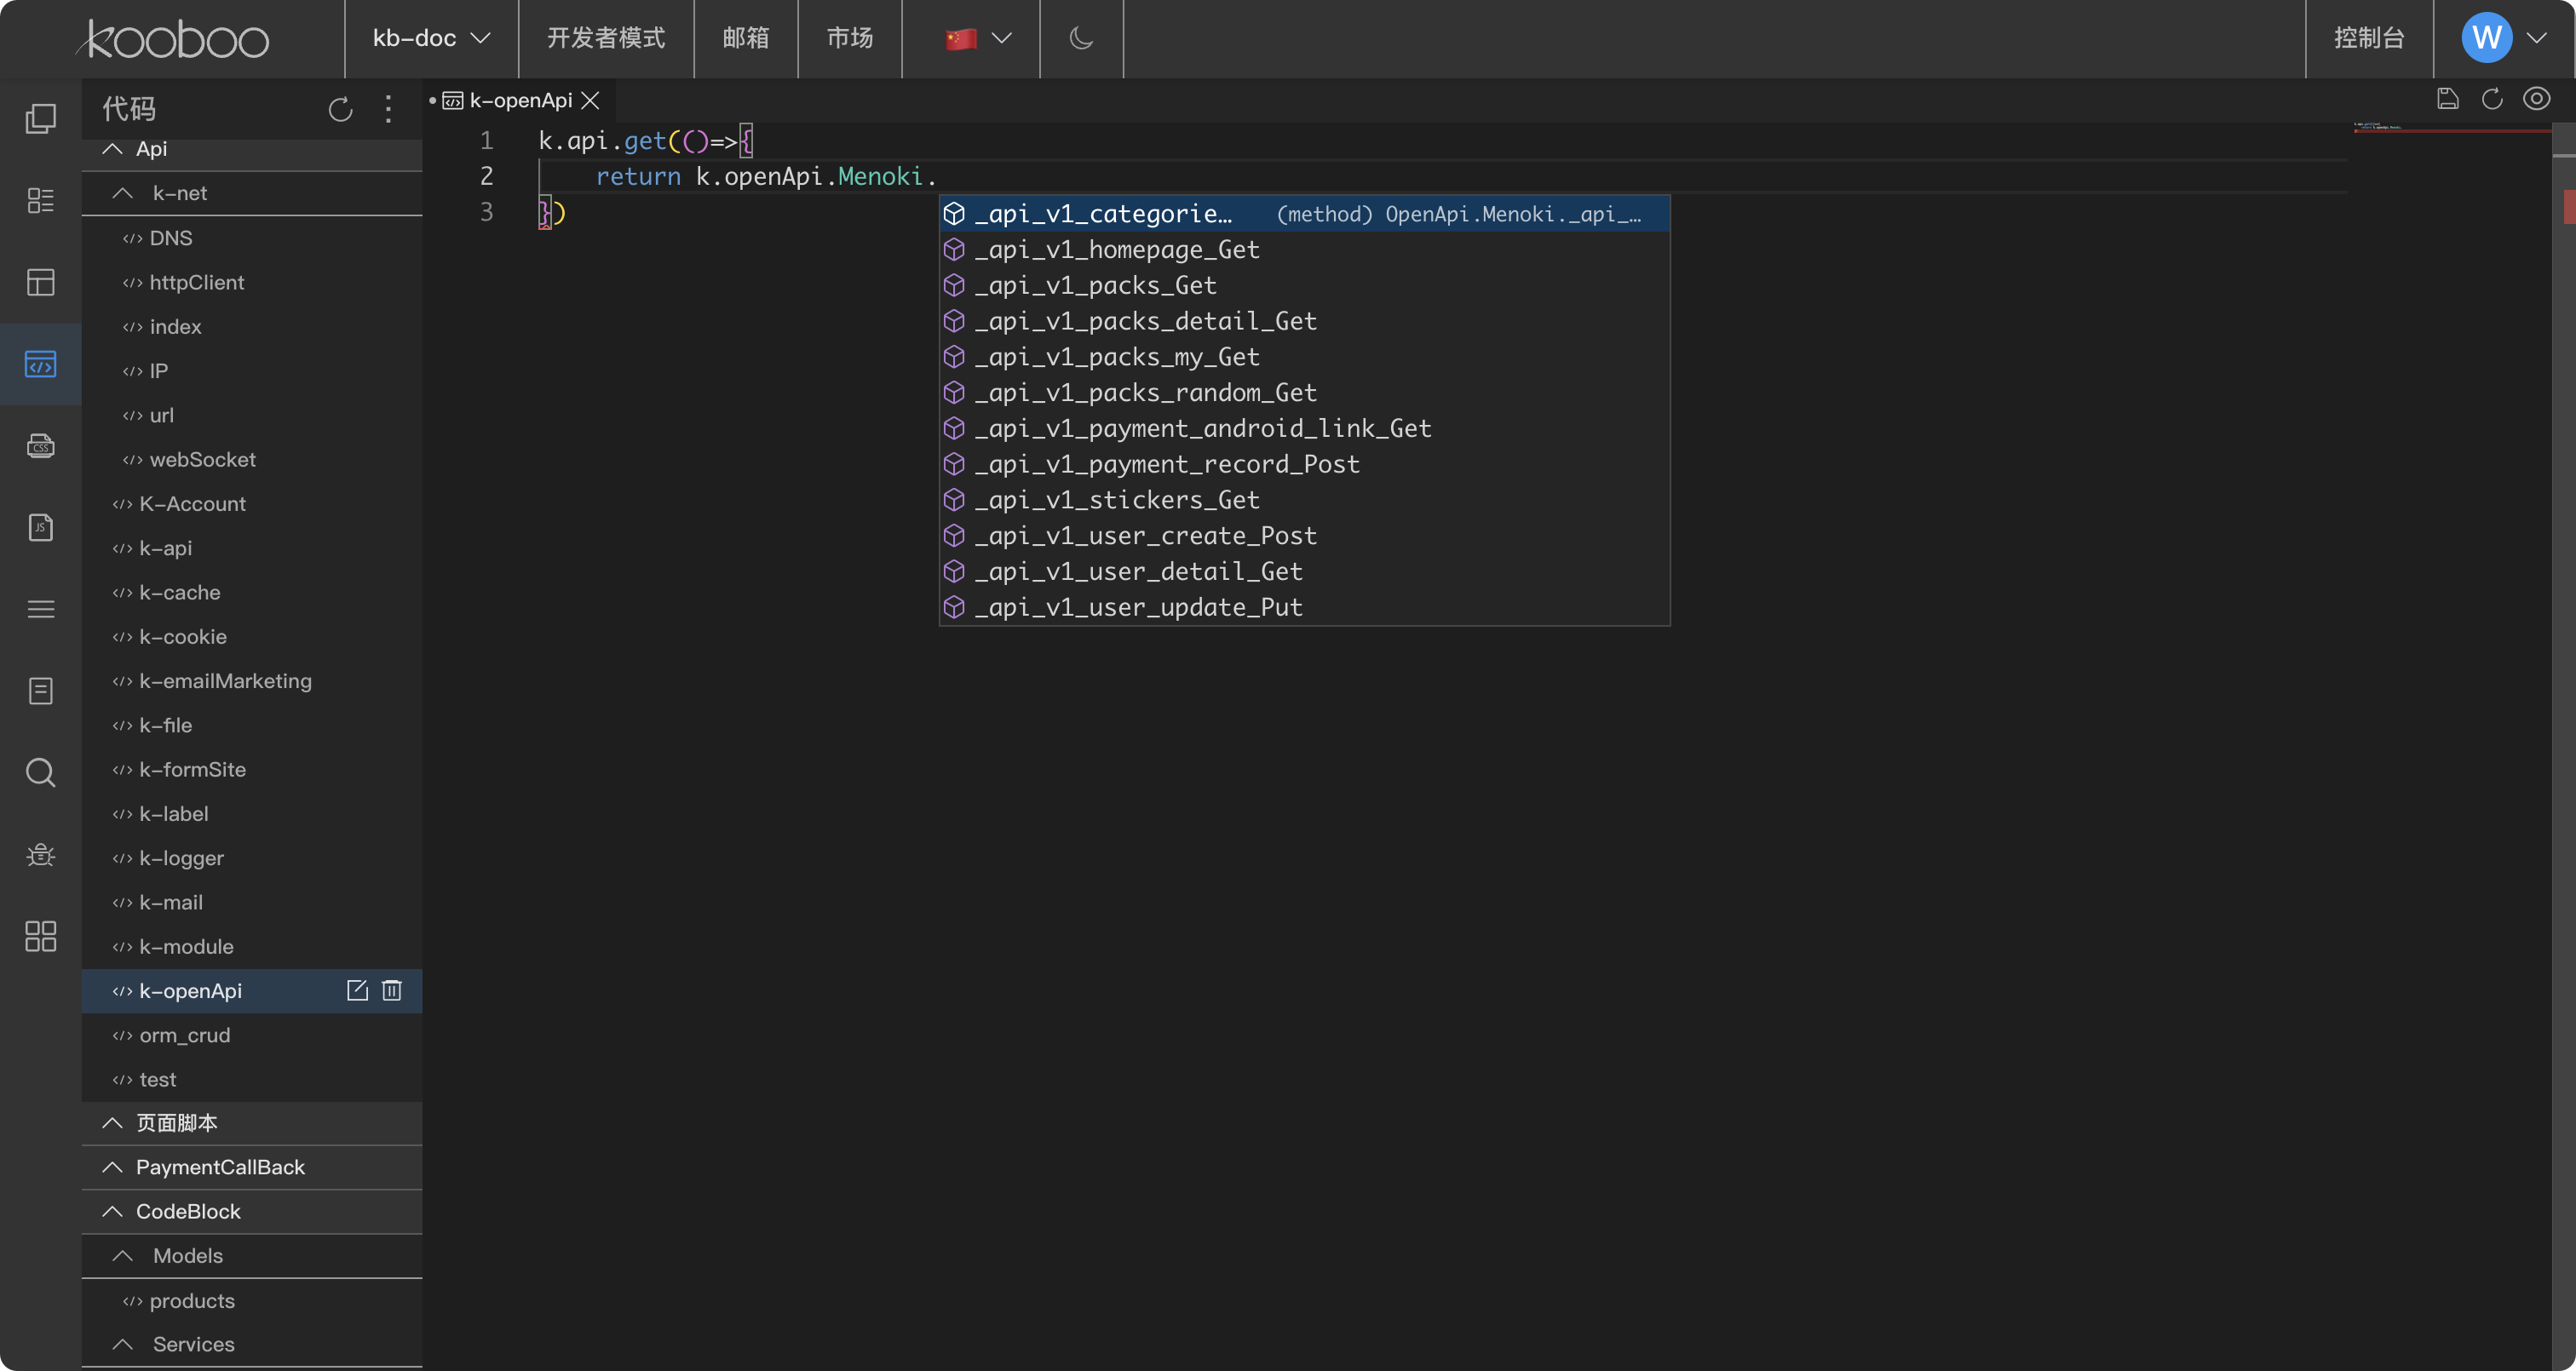 kooboo
kb-doc
开发者模式
邮箱
市场
控制台
W
代码
Api
k-net
DNS
httpClient
index
IP
url
webSocket
K-Account
k-api
k-cache
k-cookie
k-emailMarketing
k-file
k-formSite
k-label
k-logger
k-mail
k-module
k-openApi
orm_crud
test
页面脚本
PaymentCallBack
CodeBlock
Models
products
Services
CSS
JS
k-openApi
1 k.api.get(()=>{
2 return k.openApi.Menoki.
3 })
_api_v1_categorie… (method) OpenApi.Menoki._api_…
_api_v1_homepage_Get
_api_v1_packs_Get
_api_v1_packs_detail_Get
_api_v1_packs_my_Get
_api_v1_packs_random_Get
_api_v1_payment_android_link_Get
_api_v1_payment_record_Post
_api_v1_stickers_Get
_api_v1_user_create_Post
_api_v1_user_detail_Get
_api_v1_user_update_Put